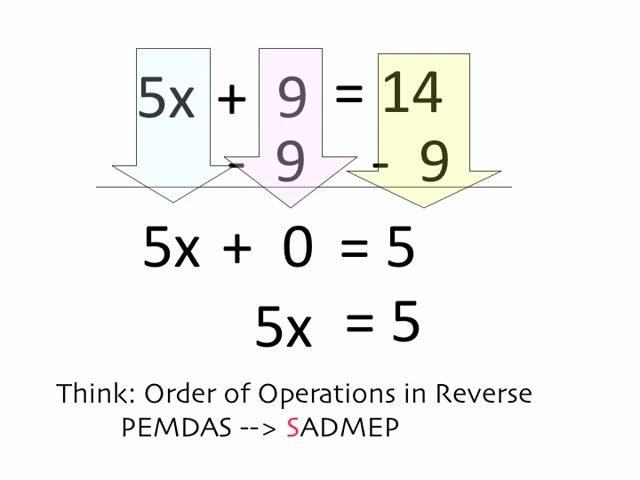 5x + 9 = 14
- 9 - 9
5x + 0 = 5
5x = 5
Think: Order of Operations in Reverse
PEMDAS --> SADMEP